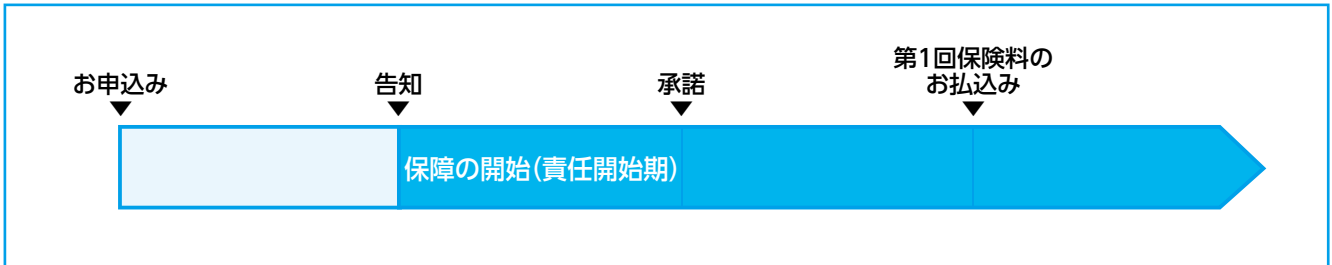 お申込み
告知
承諾
第1回保険料の
お払込み
保障の開始(責任開始期)